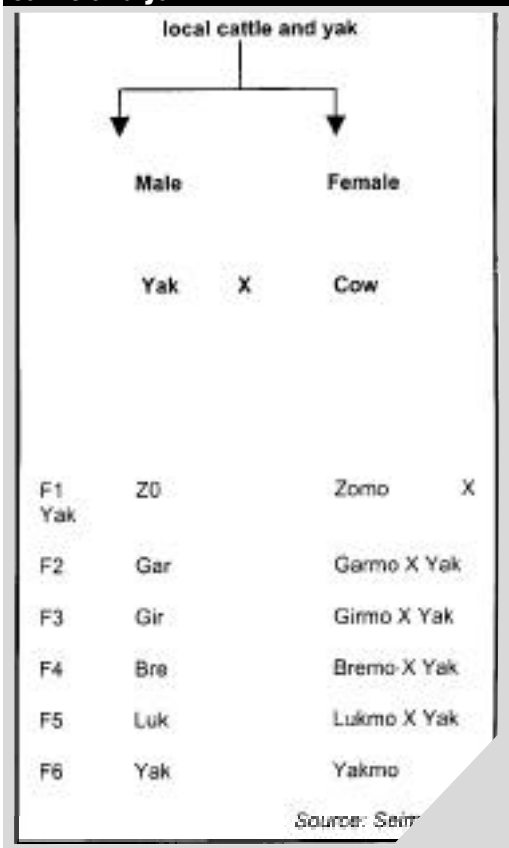 local cattle and yak
Male Female
Yak X Cow
F1 Z0 Zomo X
Yak
F2 Gar Garmo X Yak
F3 Gir Girmo X Yak
F4 Bre Bremo X Yak
F5 Luk Lukmo X Yak
F6 Yak Yakmo
Source: